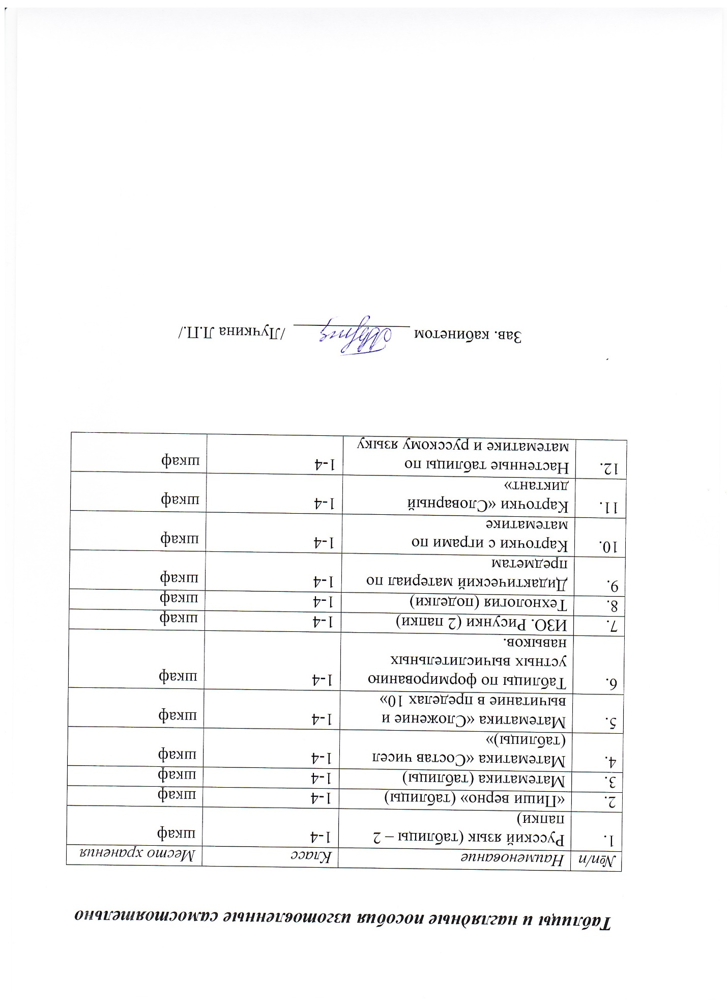 Таблицы и наглядные пособия изготовленные самостоятельно
№п/п Наименование Класс Место хранения
1. Русский язык (таблицы – 2 1-4 шкаф
папки)
2. «Пиши верно» (таблицы) 1-4 шкаф
3. Математика (таблицы) 1-4 шкаф
4. Математика «Состав чисел 1-4 шкаф
(таблицы)»
5. Математика «Сложение и 1-4 шкаф
вычитание в пределах 10»
6. Таблицы по формированию 1-4 шкаф
устных вычислительных
навыков.
7. ИЗО. Рисунки (2 папки) 1-4 шкаф
8. Технология (поделки) 1-4 шкаф
9. Дидактический материал по 1-4 шкаф
предметам
10. Карточки с играми по 1-4 шкаф
математике
11. Карточки «Словарный 1-4 шкаф
диктант»
12. Настенные таблицы по 1-4 шкаф
математике и русскому языку
Зав. кабинетом /Лучкина Л.П./